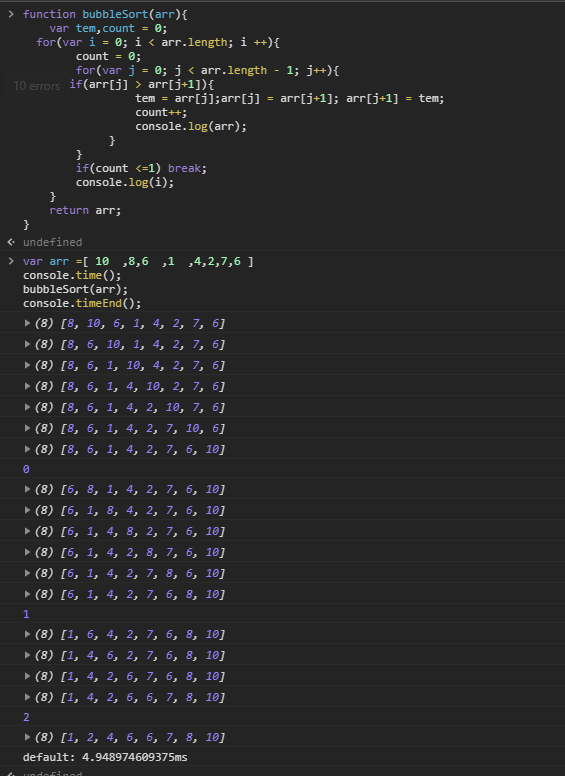 function bubbleSort(arr){
var tem,count = 0;
for(var i = 0; i < arr.length; i ++){
count = 0;
for(var j = 0; j < arr.length - 1; j++){
10 errors
if(arr[j] > arr[j+1]){
tem = arr[j];arr[j] = arr[j+1]; arr[j+1] = tem;
count++;
console.log(arr);
}
}
if(count <=1) break;
console.log(i);
}
return arr;
}
undefined
var arr =[ 10  ,8,6  ,1  ,4,2,7,6 ]
console.time();
bubbleSort(arr);
console.timeEnd();
(8) [8, 10, 6, 1, 4, 2, 7, 6]
(8) [8, 6, 10, 1, 4, 2, 7, 6]
(8) [8, 6, 1, 10, 4, 2, 7, 6]
(8) [8, 6, 1, 4, 10, 2, 7, 6]
(8) [8, 6, 1, 4, 2, 10, 7, 6]
(8) [8, 6, 1, 4, 2, 7, 10, 6]
(8) [8, 6, 1, 4, 2, 7, 6, 10]
0
(8) [6, 8, 1, 4, 2, 7, 6, 10]
(8) [6, 1, 8, 4, 2, 7, 6, 10]
(8) [6, 1, 4, 8, 2, 7, 6, 10]
(8) [6, 1, 4, 2, 8, 7, 6, 10]
(8) [6, 1, 4, 2, 7, 8, 6, 10]
(8) [6, 1, 4, 2, 7, 6, 8, 10]
1
(8) [1, 6, 4, 2, 7, 6, 8, 10]
(8) [1, 4, 6, 2, 7, 6, 8, 10]
(8) [1, 4, 2, 6, 7, 6, 8, 10]
(8) [1, 4, 2, 6, 6, 7, 8, 10]
2
(8) [1, 2, 4, 6, 6, 7, 8, 10]
default: 4.948974609375ms
undefined